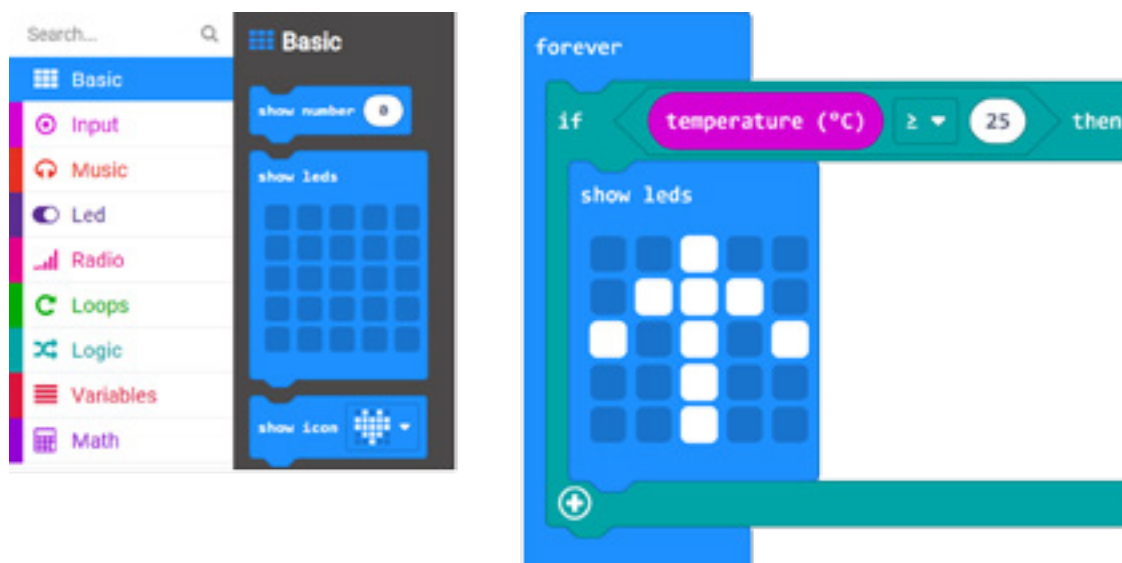 Search...
Basic
Input
Music
Led
Radio
Loops
Logic
Variables
Math
Basic
show number 0
show leds
show icon
forever
if temperature (°C) ≥ 25 then
show leds